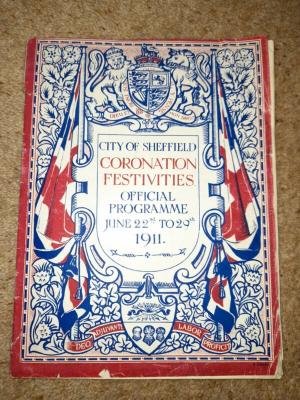 CITY OF SHEFFIELD
CORONATION
FESTIVITIES
OFFICIAL
PROGRAMME
JUNE 22nd TO 29th
1911.
DEO ADJUVANTE LABOR PROFICIT